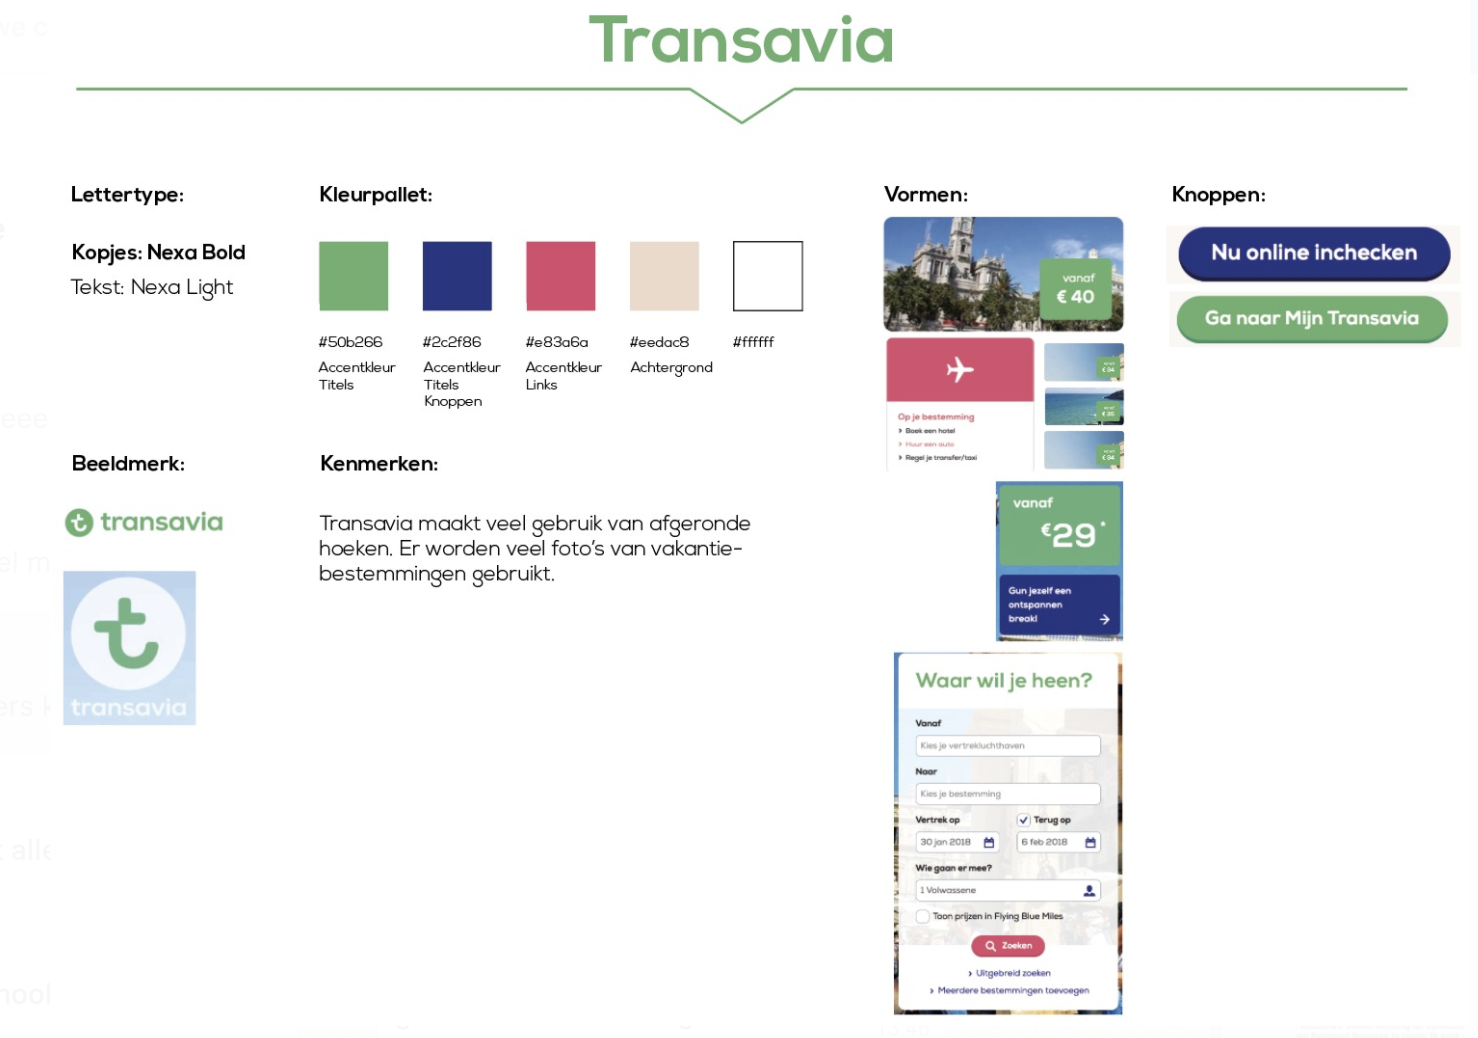 Transavia
Lettertype:
Kopjes: Nexa Bold
Tekst: Nexa Light
Kleurpallet:
#50b266
Accentkleur
Titels
#2c2f86
Accentkleur
Titels
Knoppen
#e83a6a
Accentkleur
Links
#eedac8
Achtergrond
#ffffff
Beeldmerk:
t transavia
t
transavia
Kenmerken:
Transavia maakt veel gebruik van afgeronde
hoeken. Er worden veel foto's van vakantie-
bestemmingen gebruikt.
Vormen:
vanaf
€ 40
Op je bestemming
› Boek een hotel
› Huur een auto
› Regel je transfer/taxi
€ 34
€ 35
€ 34
vanaf
€29*
Gun jezelf een
ontspannen
break!
Waar wil je heen?
Vanaf
Kies je vertrekluchthaven
Naar
Kies je bestemming
Vertrek op
Terug op
30 jan 2018
6 feb 2018
Wie gaan er mee?
1 Volwassene
Toon prijzen in Flying Blue Miles
Zoeken
› Uitgebreid zoeken
› Meerdere bestemmingen toevoegen
Knoppen:
Nu online inchecken
Ga naar Mijn Transavia